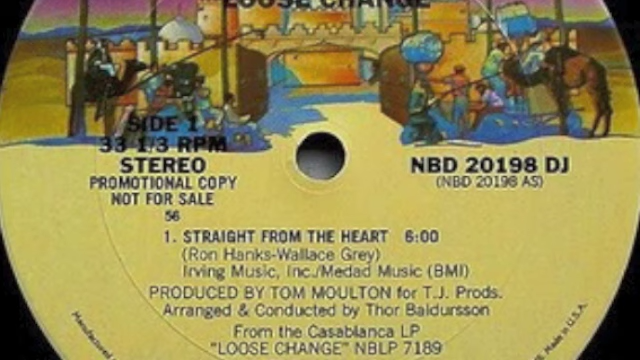 "LOOSE CHANGE"
SIDE 1
33 1/3 RPM
STEREO
PROMOTIONAL COPY
NOT FOR SALE
56
NBD 20198 DJ
(NBD 20198 AS)
1. STRAIGHT FROM THE HEART 6:00
(Ron Hanks-Wallace Grey)
Irving Music, Inc./Medad Music (BMI)
PRODUCED BY TOM MOULTON for T.J. Prods.
Arranged & Conducted by Thor Baldursson
From the Casablanca LP
"LOOSE CHANGE" NBLP 7189
Manufactured
Made in U.S.A.